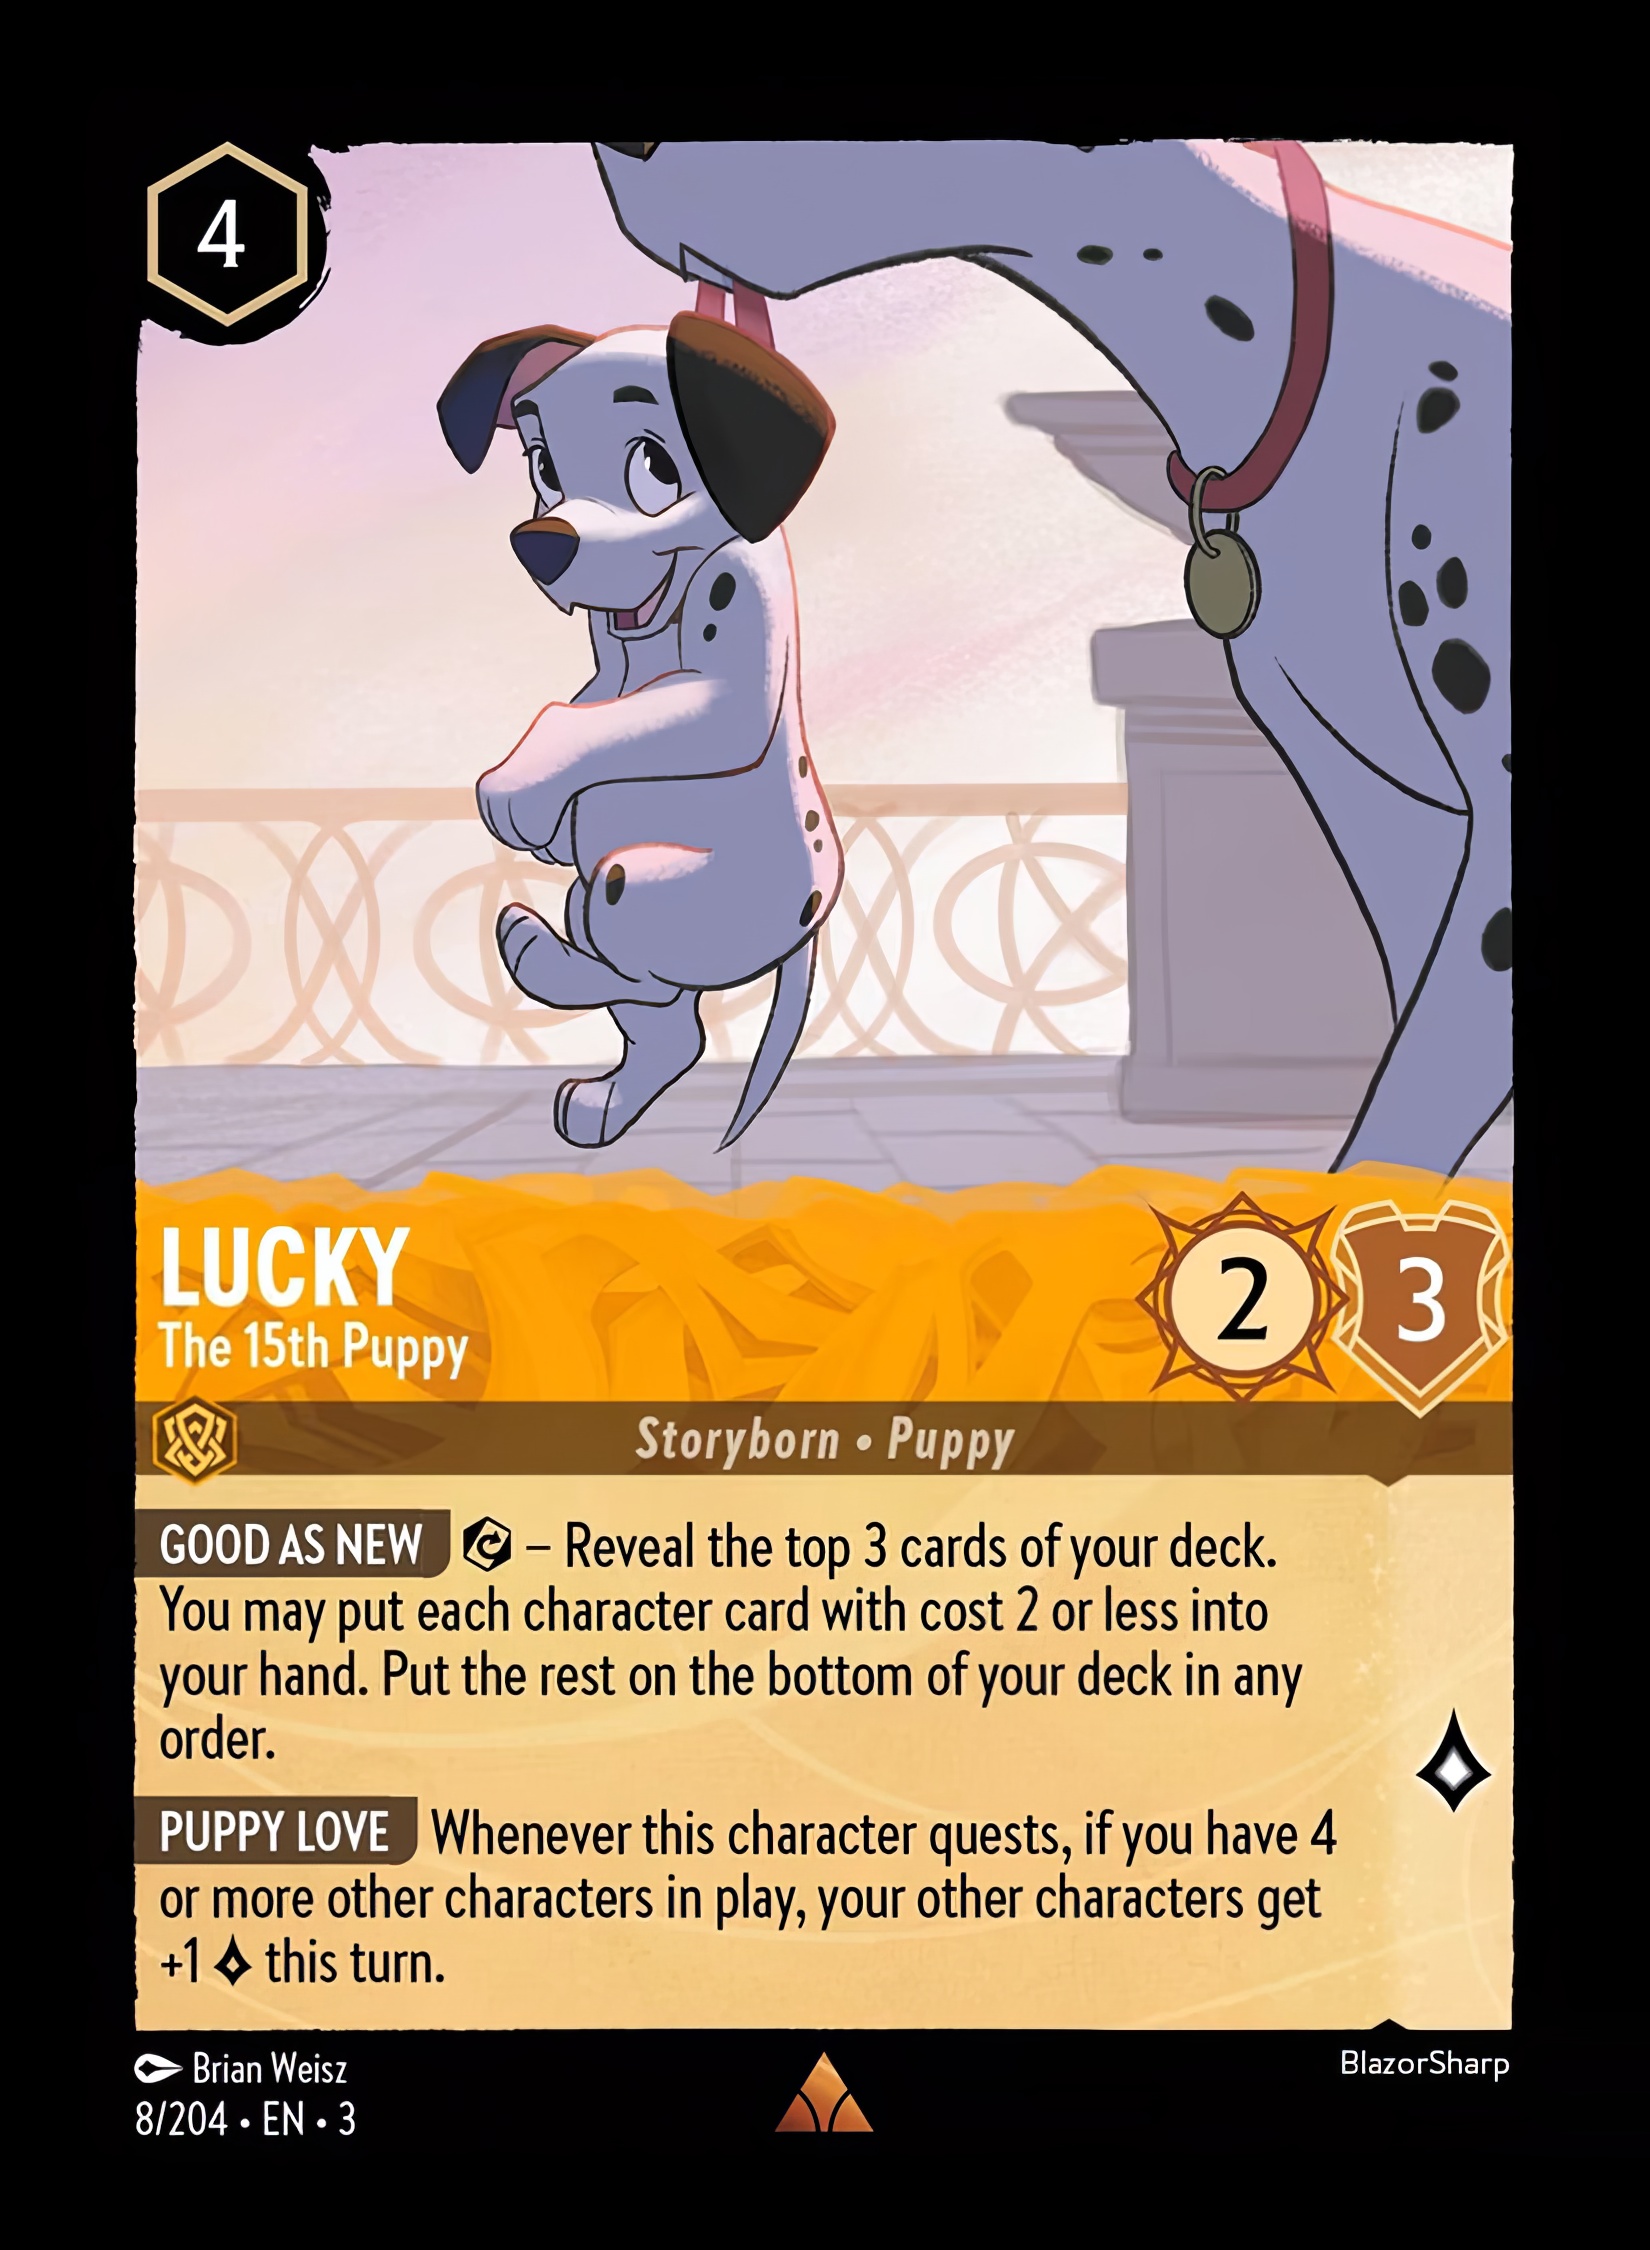 4
LUCKY
The 15th Puppy
2
3
Storyborn • Puppy
GOOD AS NEW – Reveal the top 3 cards of your deck.
You may put each character card with cost 2 or less into
your hand. Put the rest on the bottom of your deck in any
order.
PUPPY LOVE Whenever this character quests, if you have 4
or more other characters in play, your other characters get
+1 this turn.
Brian Weisz
8/204 • EN • 3
BlazorSharp